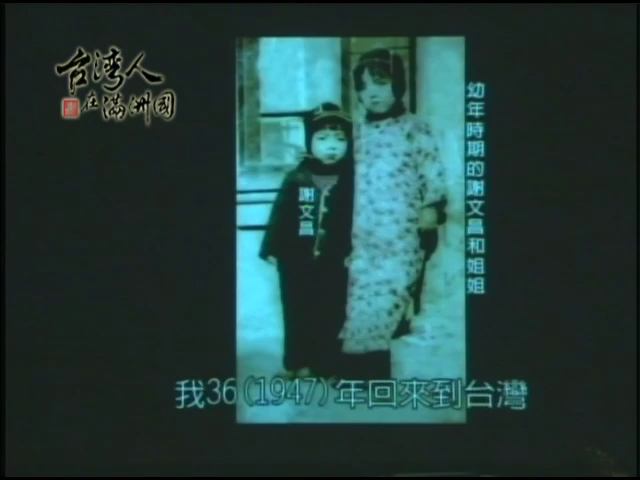 台灣人
在滿洲國
幼年時期的謝文昌和姐姐
謝文昌
我36(1947)年回來到台灣